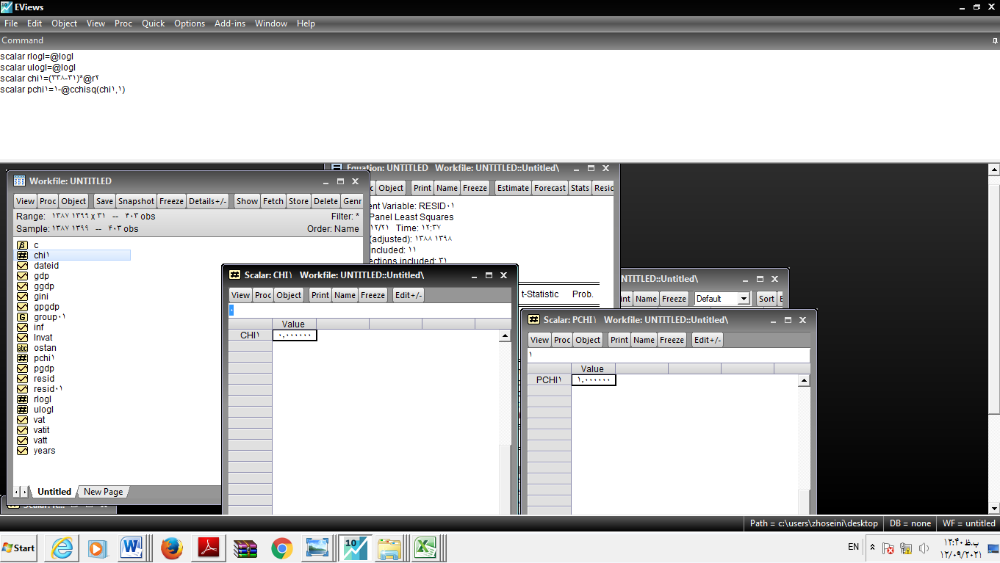 EViews
File Edit Object View Proc Quick Options Add-ins Window Help
Command
scalar rlogl=@logl
scalar ulogl=@logl
scalar chi۱=(۳۳۸-۳۱)*@r۲
scalar pchi۱=۱-@cchisq(chi۱,۱)
Equation: UNTITLED Workfile: UNTITLED::Untitled\
Object Print Name Freeze Estimate Forecast Stats Resid
ent Variable: RESID۰۱
Panel Least Squares
۱۲/۲۱ Time: ۱۲:۳۷
(adjusted): ۱۳۸۸ ۱۳۹۸
included: ۱۱
ections included: ۳۱
t-Statistic Prob.
Workfile: UNTITLED
View Proc Object Save Snapshot Freeze Details+/- Show Fetch Store Delete Genr
Range: ۱۳۸۷ ۱۳۹۹ x ۳۱ -- ۴۰۳ obs Filter: *
Sample: ۱۳۸۷ ۱۳۹۹ -- ۴۰۳ obs Order: Name
c
chi۱
dateid
gdp
ggdp
gini
gpgdp
group۰۱
inf
lnvat
ostan
pchi۱
pgdp
resid
resid۰۱
rlogl
ulogl
vat
vatit
vatt
years
Untitled New Page
Scalar: CHI۱ Workfile: UNTITLED::Untitled\
View Proc Object Print Name Freeze Edit+/-
۰
Value
CHI۱ ۰,۰۰۰۰۰۰
NTITLED::Untitled\
int Name Freeze Default Sort
Scalar: PCHI۱ Workfile: UNTITLED::Untitled\
View Proc Object Print Name Freeze Edit+/-
۱
Value
PCHI۱ ۱,۰۰۰۰۰۰
Path = c:\users\zhoseini\desktop DB = none WF = untitled
Start
10
EN
ب.ظ ۱۲:۴۰
۱۲/۰۹/۲۰۲۱